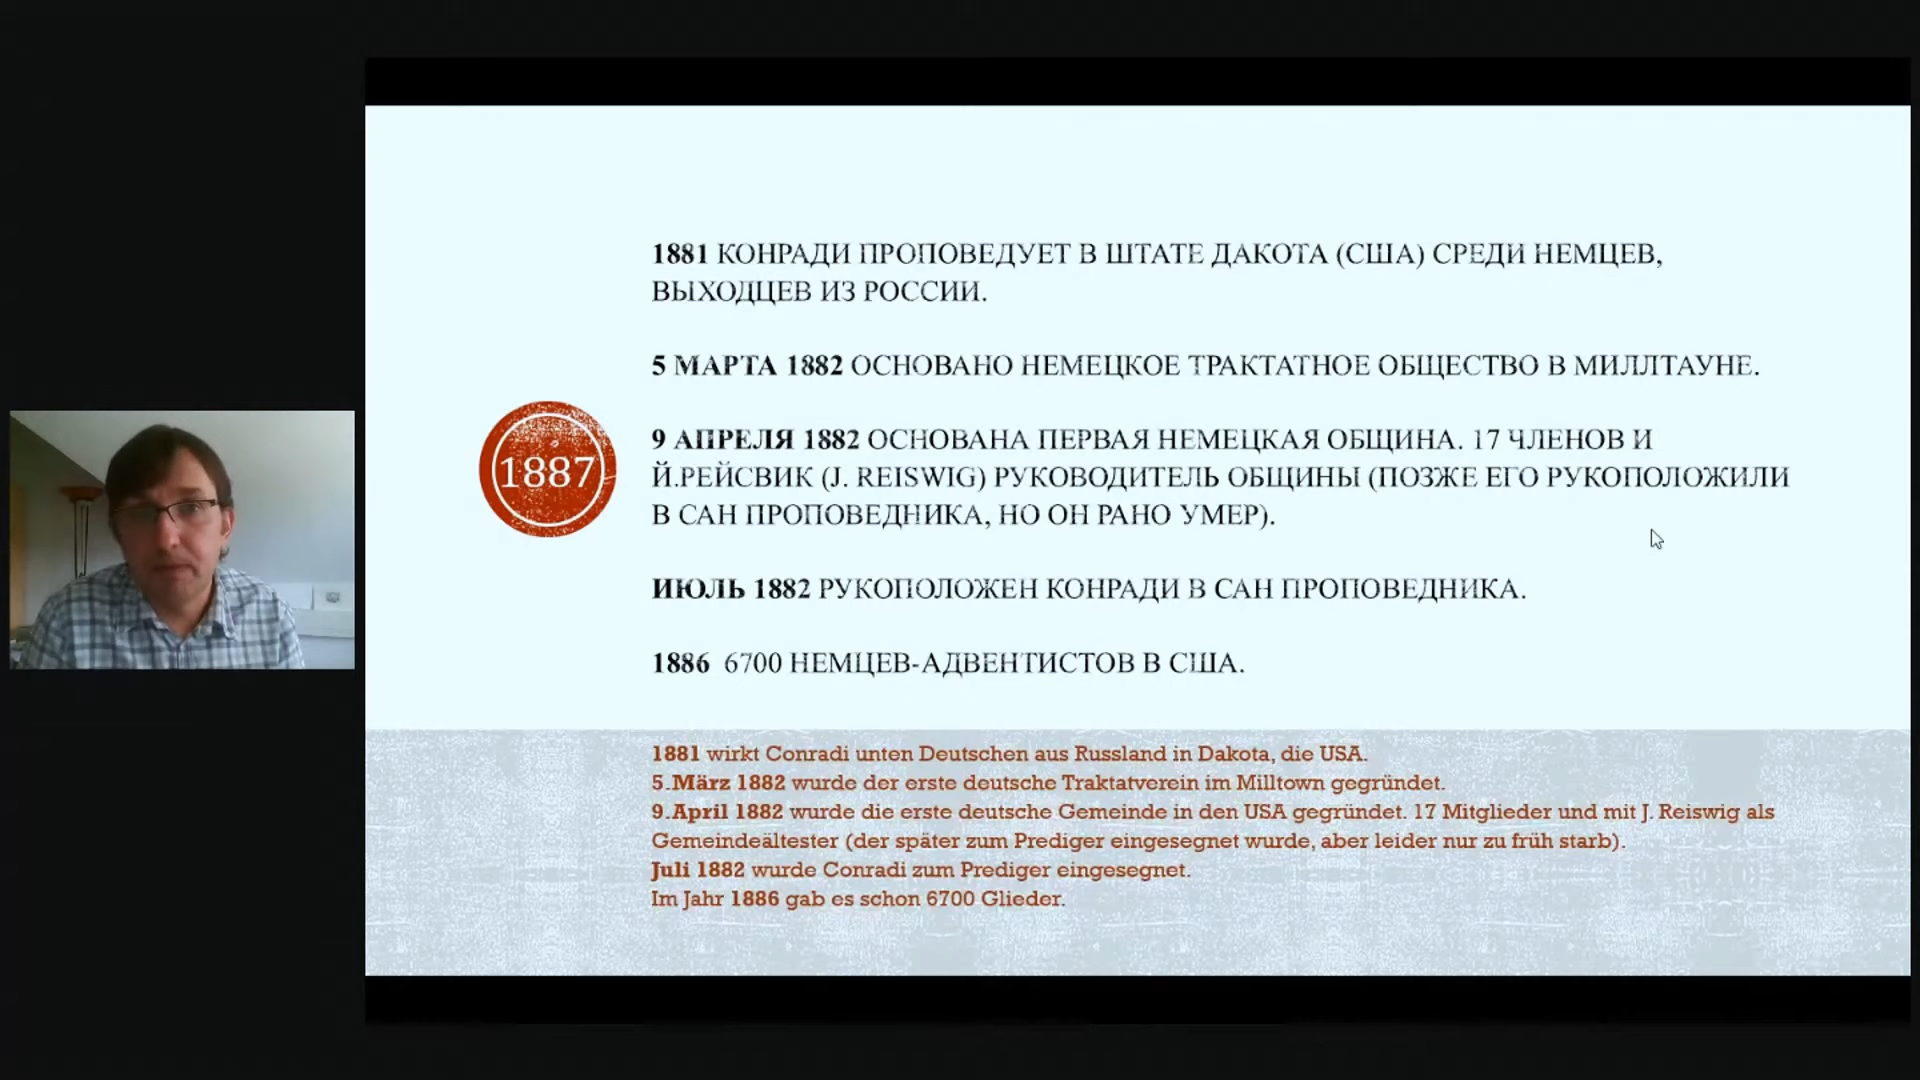 1887
1881 КОНРАДИ ПРОПОВЕДУЕТ В ШТАТЕ ДАКОТА (США) СРЕДИ НЕМЦЕВ,
ВЫХОДЦЕВ ИЗ РОССИИ.
5 МАРТА 1882 ОСНОВАНО НЕМЕЦКОЕ ТРАКТАТНОЕ ОБЩЕСТВО В МИЛЛТАУНЕ.
9 АПРЕЛЯ 1882 ОСНОВАНА ПЕРВАЯ НЕМЕЦКАЯ ОБЩИНА. 17 ЧЛЕНОВ И
Й.РЕЙСВИК (J. REISWIG) РУКОВОДИТЕЛЬ ОБЩИНЫ (ПОЗЖЕ ЕГО РУКОПОЛОЖИЛИ
В САН ПРОПОВЕДНИКА, НО ОН РАНО УМЕР).
ИЮЛЬ 1882 РУКОПОЛОЖЕН КОНРАДИ В САН ПРОПОВЕДНИКА.
1886 6700 НЕМЦЕВ-АДВЕНТИСТОВ В США.
1881 wirkt Conradi unten Deutschen aus Russland in Dakota, die USA.
5.März 1882 wurde der erste deutsche Traktatverein im Milltown gegründet.
9.April 1882 wurde die erste deutsche Gemeinde in den USA gegründet. 17 Mitglieder und mit J. Reiswig als
Gemeindeältester (der später zum Prediger eingesegnet wurde, aber leider nur zu früh starb).
Juli 1882 wurde Conradi zum Prediger eingesegnet.
Im Jahr 1886 gab es schon 6700 Glieder.